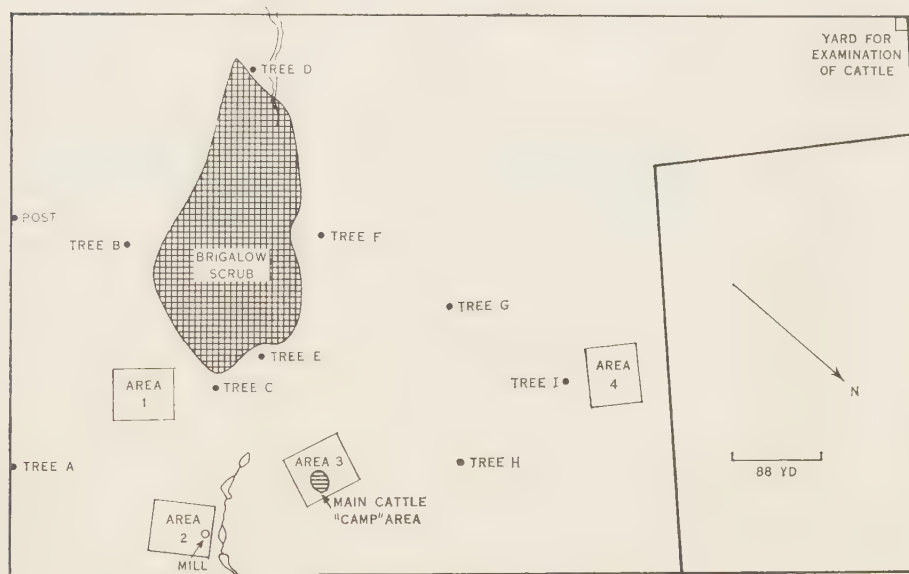 YARD FOR
EXAMINATION
OF CATTLE
TREE D
POST
TREE B
BRIGALOW
SCRUB
TREE F
TREE G
TREE E
TREE C
AREA
1
TREE I
AREA
4
N
88 YD
TREE A
AREA 3
TREE H
MAIN CATTLE
"CAMP" AREA
AREA
2
MILL